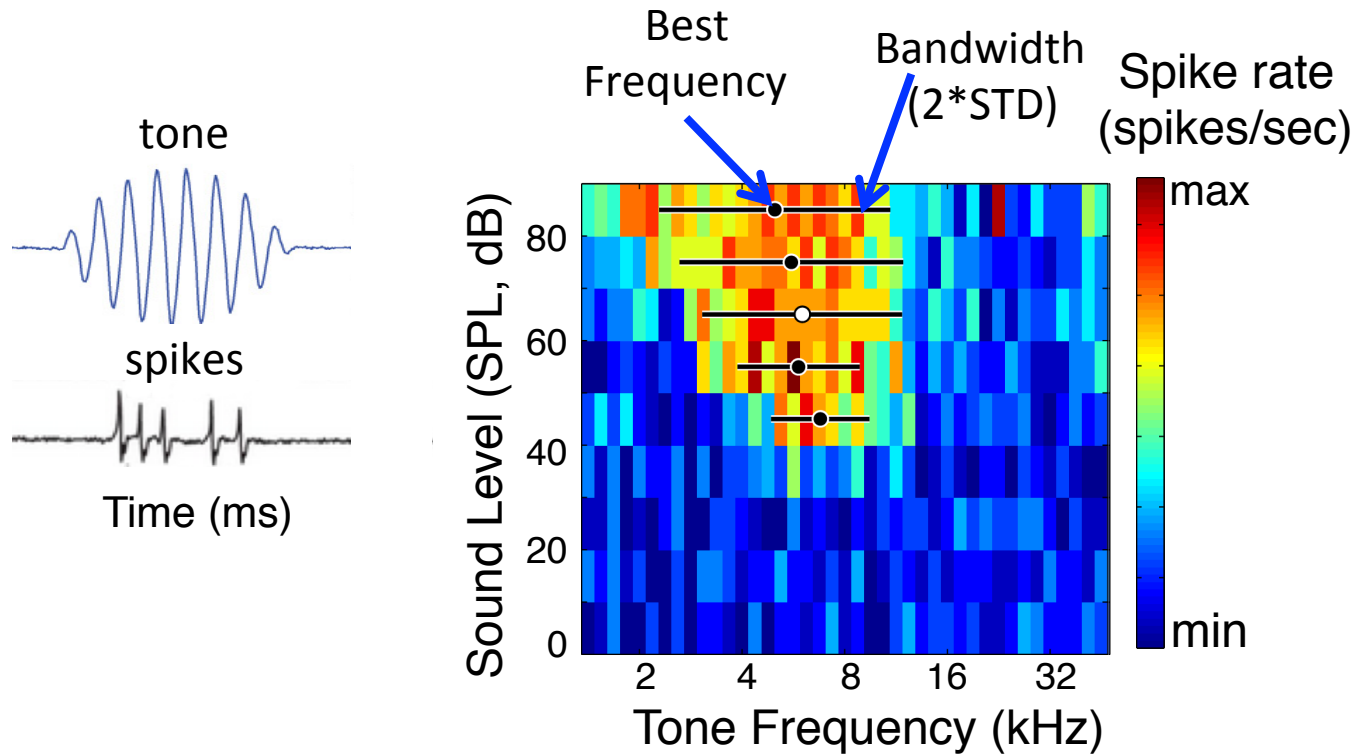 tone
spikes
Time (ms)
Best
Frequency
Bandwidth
(2*STD)
Spike rate
(spikes/sec)
max
min
Sound Level (SPL, dB)
80
60
40
20
0
2 4 8 16 32
Tone Frequency (kHz)